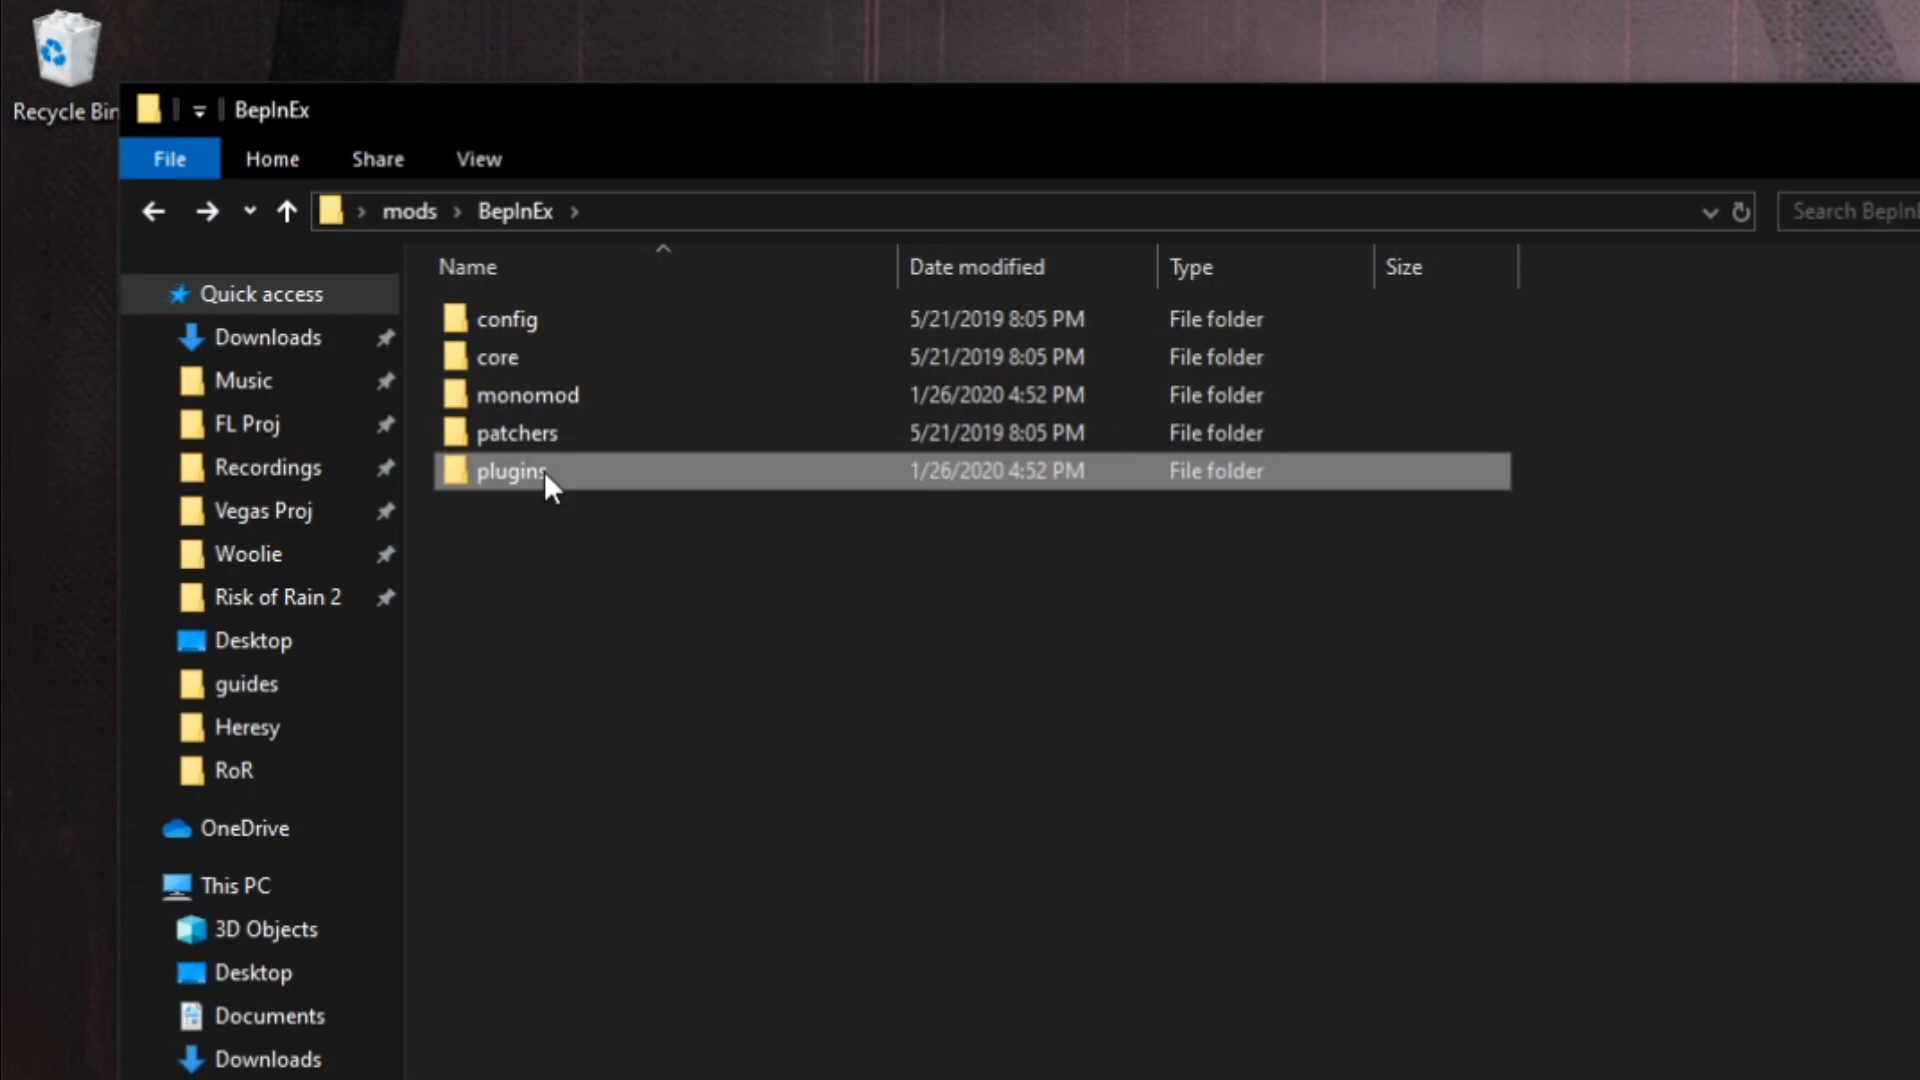 Recycle Bin
BepInEx
File Home Share View
mods BepInEx
Search BepInE
Name Date modified Type Size
Quick access
Downloads
Music
FL Proj
Recordings
Vegas Proj
Woolie
Risk of Rain 2
Desktop
guides
Heresy
RoR
OneDrive
This PC
3D Objects
Desktop
Documents
Downloads
config 5/21/2019 8:05 PM File folder
core 5/21/2019 8:05 PM File folder
monomod 1/26/2020 4:52 PM File folder
patchers 5/21/2019 8:05 PM File folder
plugins 1/26/2020 4:52 PM File folder